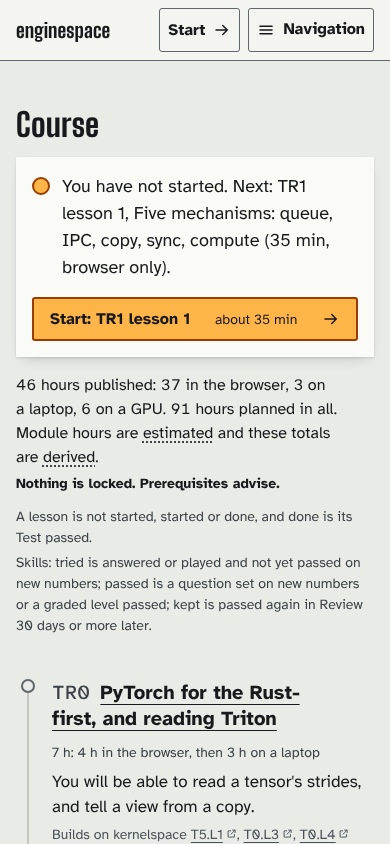 enginespace
Start →
Navigation
Course
You have not started. Next: TR1
lesson 1, Five mechanisms: queue,
IPC, copy, sync, compute (35 min,
browser only).
Start: TR1 lesson 1 about 35 min →
46 hours published: 37 in the browser, 3 on
a laptop, 6 on a GPU. 91 hours planned in all.
Module hours are estimated and these totals
are derived.
Nothing is locked. Prerequisites advise.
A lesson is not started, started or done, and done is its
Test passed.
Skills: tried is answered or played and not yet passed on
new numbers; passed is a question set on new numbers
or a graded level passed; kept is passed again in Review
30 days or more later.
TR0 PyTorch for the Rust-
first, and reading Triton
7 h: 4 h in the browser, then 3 h on a laptop
You will be able to read a tensor's strides,
and tell a view from a copy.
Builds on kernelspace T5.L1, T0.L3, T0.L4